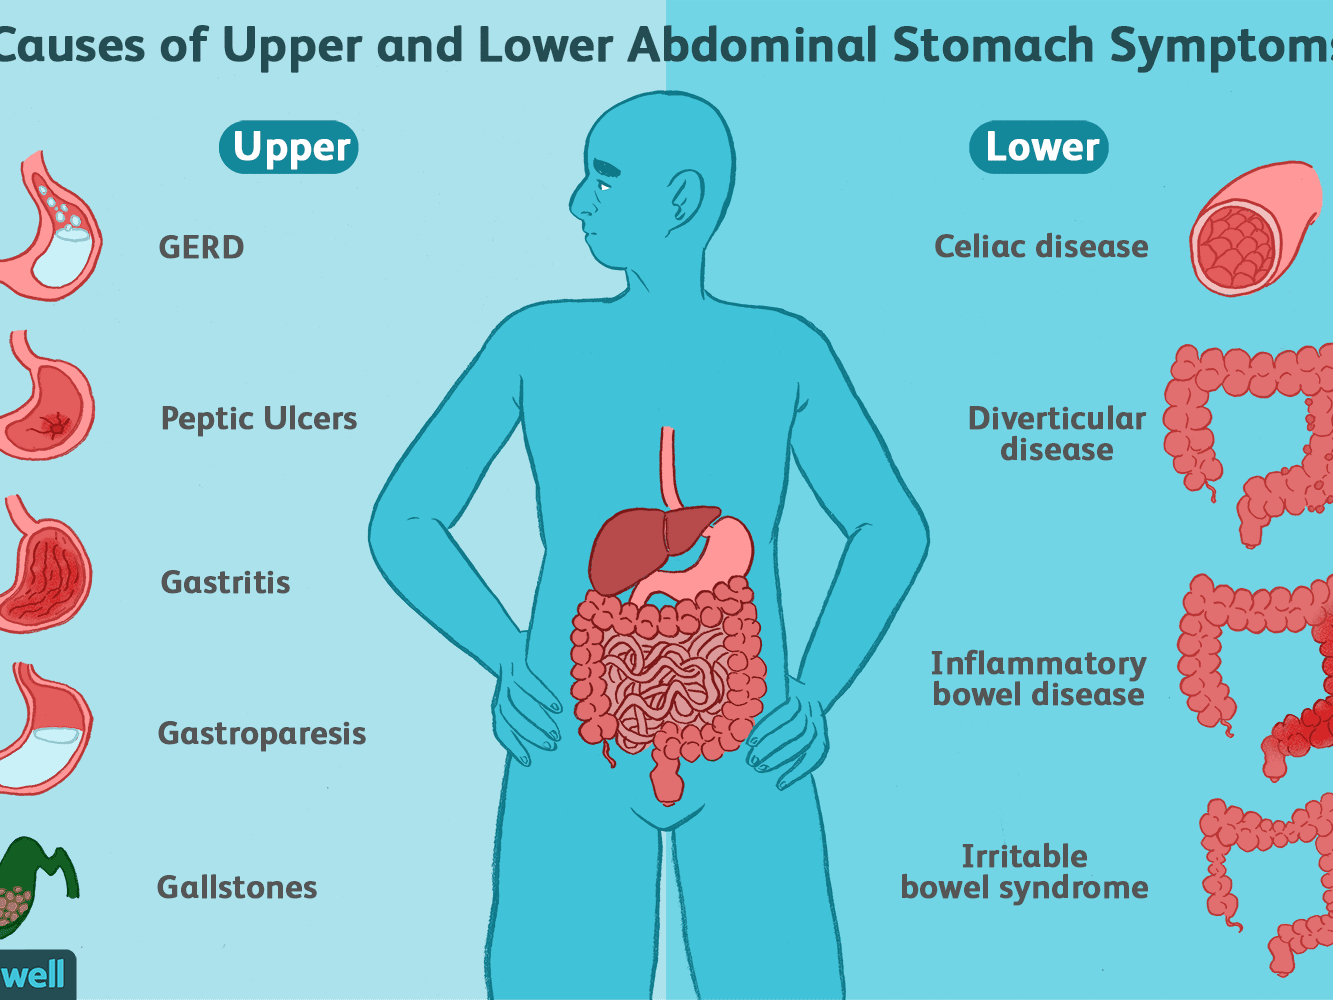 Causes of Upper and Lower Abdominal Stomach Symptoms
Upper
Lower
GERD
Celiac disease
Peptic Ulcers
Diverticular
disease
Gastritis
Inflammatory
bowel disease
Gastroparesis
Irritable
bowel syndrome
Gallstones
well